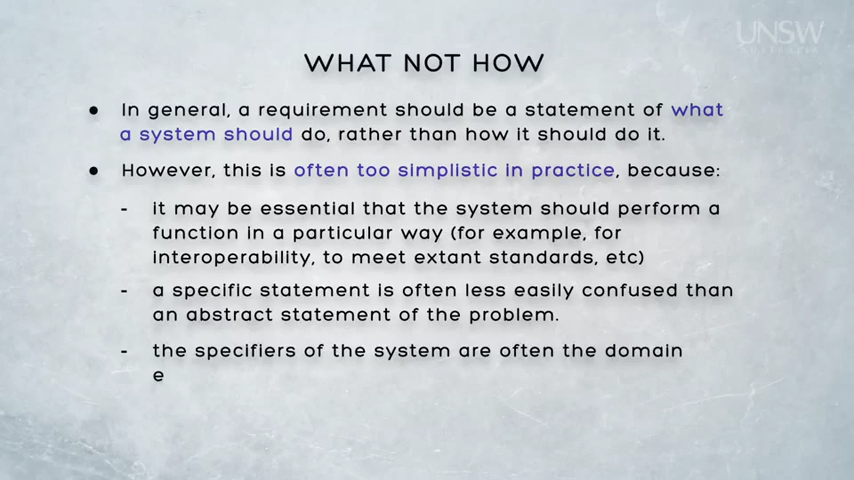 UNSW
AUSTRALIA
WHAT NOT HOW
• In general, a requirement should be a statement of what
a system should do, rather than how it should do it.
• However, this is often too simplistic in practice, because:
- it may be essential that the system should perform a
function in a particular way (for example, for
interoperability, to meet extant standards, etc)
- a specific statement is often less easily confused than
an abstract statement of the problem.
- the specifiers of the system are often the domain
e